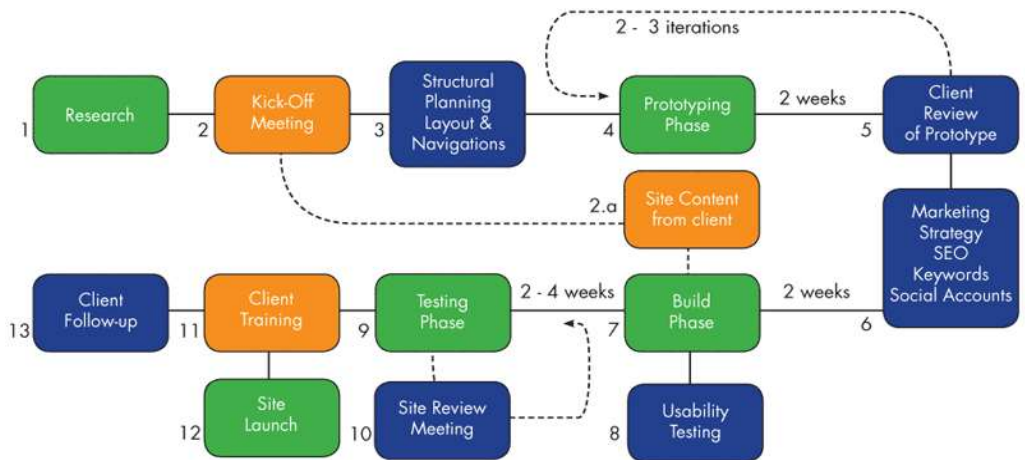 2 - 3 iterations
1
Research
2
Kick-Off
Meeting
3
Structural
Planning
Layout &
Navigations
4
Prototyping
Phase
2 weeks
5
Client
Review
of Prototype
2.a
Site Content
from client
Marketing
Strategy
SEO
Keywords
Social Accounts
6
2 weeks
Build
Phase
7
Usability
Testing
8
2 - 4 weeks
Testing
Phase
9
Site Review
Meeting
10
Client
Training
11
Site
Launch
12
Client
Follow-up
13